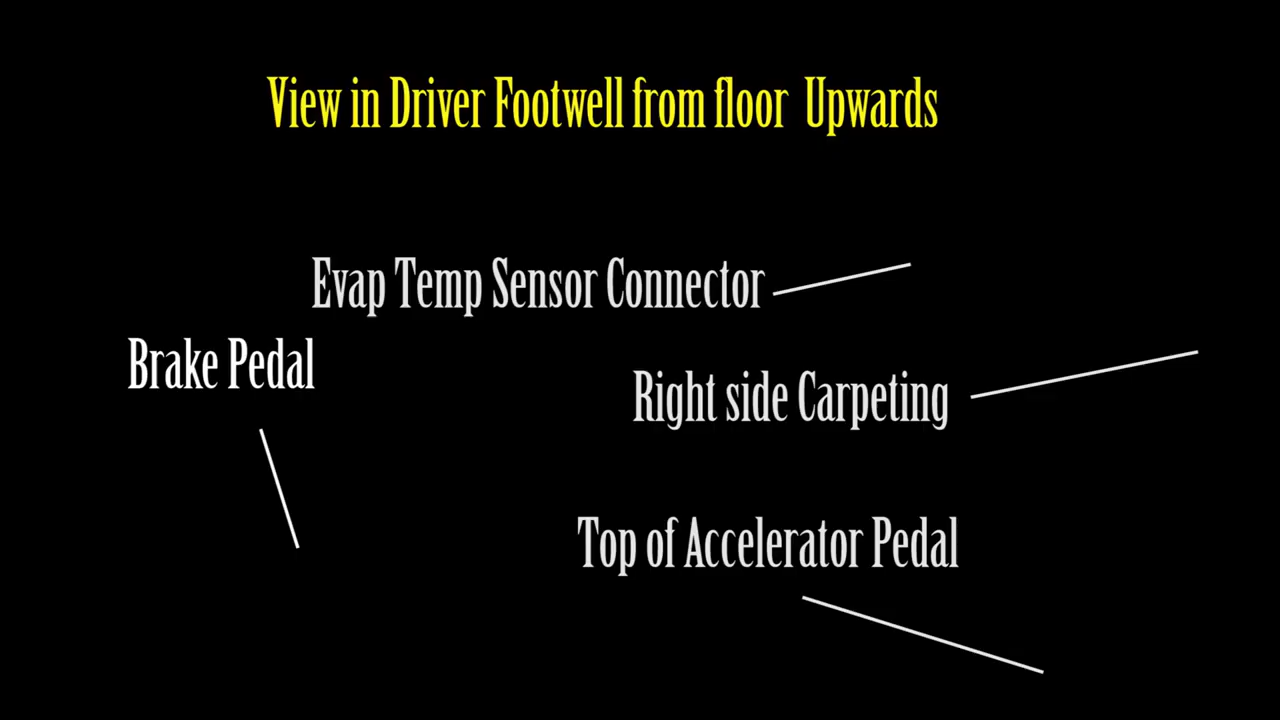 View in Driver Footwell from floor Upwards
Evap Temp Sensor Connector
Brake Pedal
Right side Carpeting
Top of Accelerator Pedal